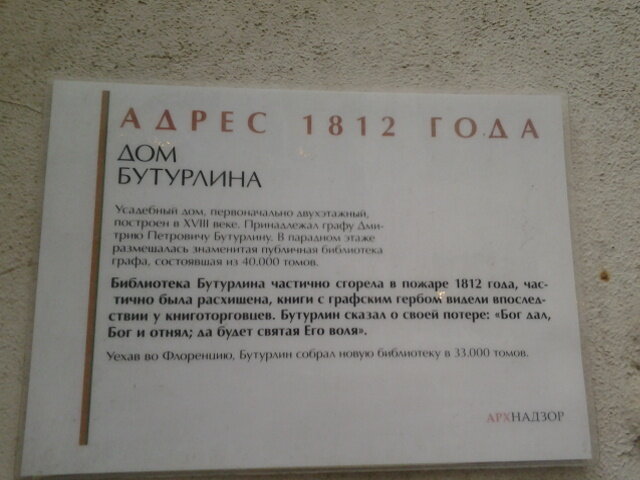 АДРЕС 1812 ГОДА
ДОМ
БУТУРЛИНА
Усадебный дом, первоначально двухэтажный,
построен в XVIII веке. Принадлежал графу Дми-
трию Петровичу Бутурлину. В парадном этаже
размешалась знаменитая публичная библиотека
графа, состоявшая из 40.000 томов.
Библиотека Бутурлина частично сгорела в пожаре 1812 года, час-
тично была расхищена, книги с графским гербом видели впослед-
ствии у книготорговцев. Бутурлин сказал о своей потере: «Бог дал,
Бог и отнял; да будет святая Его воля».
Уехав во Флоренцию, Бутурлин собрал новую библиотеку в 33.000 томов.
АРХНАДЗОР